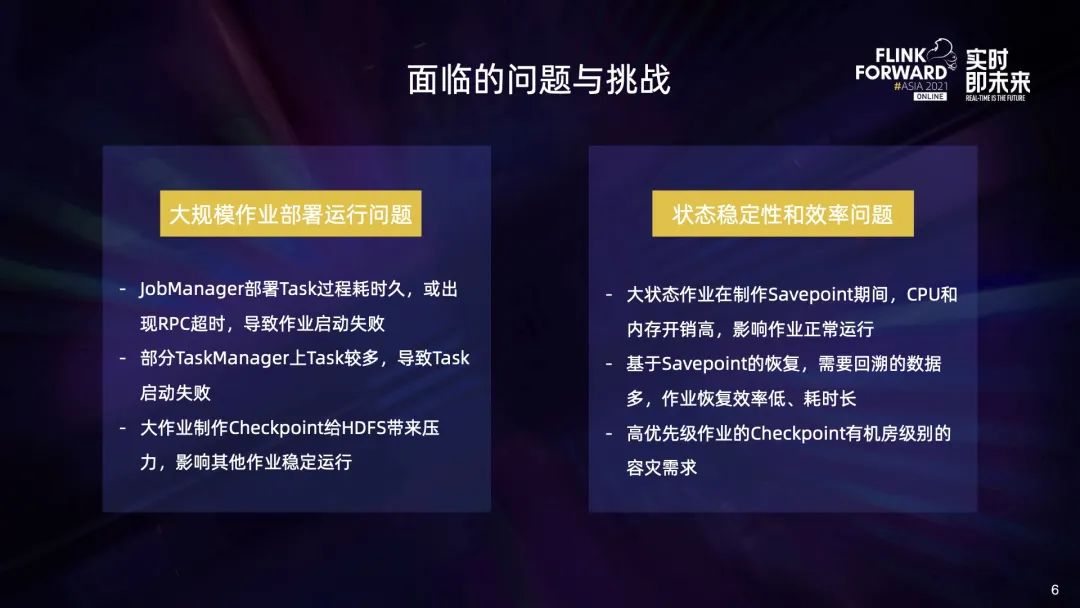 面临的问题与挑战
FLINK
FORWARD
#ASIA 2021
ONLINE
实时
即未来
REAL-TIME IS THE FUTURE
大规模作业部署运行问题
- JobManager部署Task过程耗时久，或出
现RPC超时，导致作业启动失败
- 部分TaskManager上Task较多，导致Task
启动失败
- 大作业制作Checkpoint给HDFS带来压
力，影响其他作业稳定运行
状态稳定性和效率问题
- 大状态作业在制作Savepoint期间，CPU和
内存开销高，影响作业正常运行
- 基于Savepoint的恢复，需要回溯的数据
多，作业恢复效率低、耗时长
- 高优先级作业的Checkpoint有机房级别的
容灾需求
6